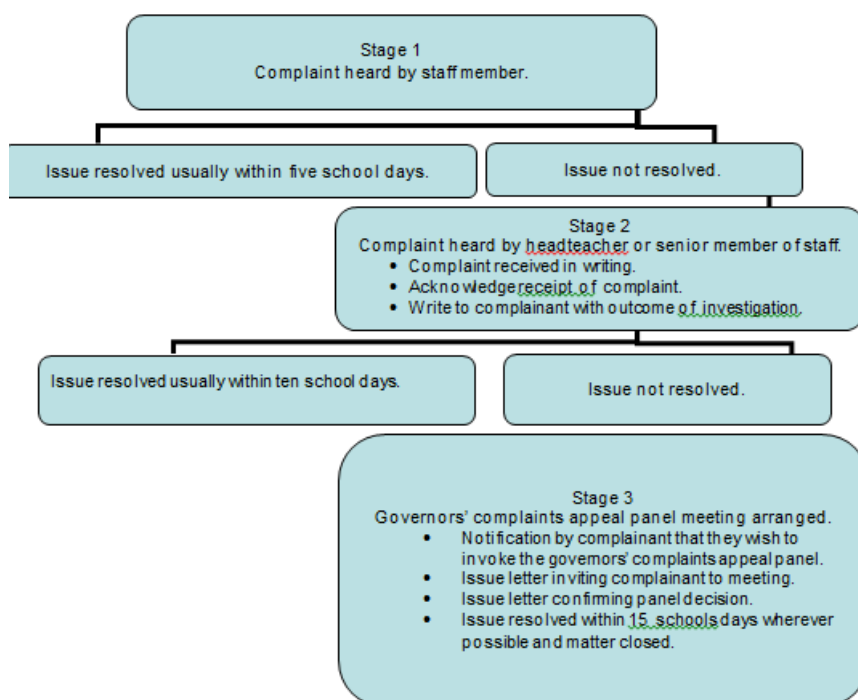 Stage 1
Complaint heard by staff member.
Issue resolved usually within five school days.
Issue not resolved.
Stage 2
Complaint heard by headteacher or senior member of staff.
• Complaint received in writing.
• Acknowledge receipt of complaint.
• Write to complainant with outcome of investigation.
Issue resolved usually within ten school days.
Issue not resolved.
Stage 3
Governors' complaints appeal panel meeting arranged.
• Notification by complainant that they wish to
invoke the governors' complaints appeal panel.
• Issue letter inviting complainant to meeting.
• Issue letter confirming panel decision.
• Issue resolved within 15 schools days wherever
possible and matter closed.